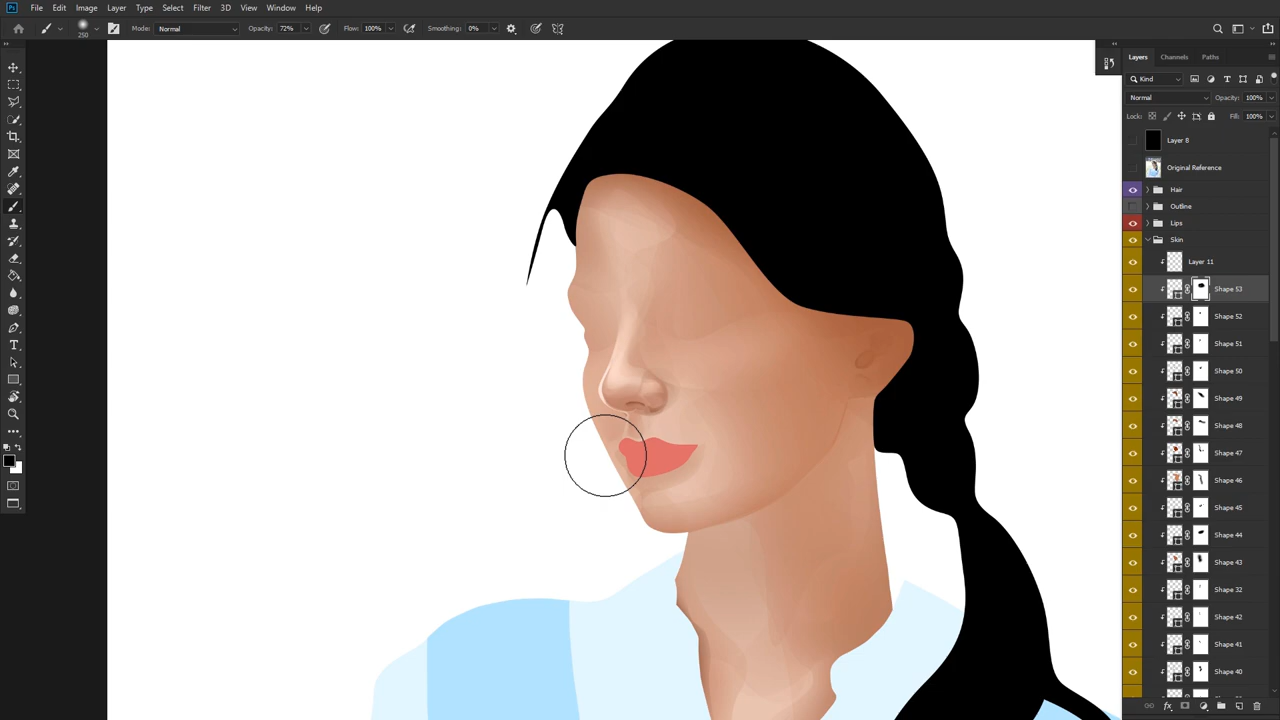 Ps File Edit Image Layer Type Select Filter 3D View Window Help
250 Mode: Normal Opacity: 72% Flow: 100% Smoothing: 0%
Layers Channels Paths
Kind
Normal Opacity: 100%
Lock: Fill: 100%
Layer 8
Original Reference
Hair
Outline
Lips
Skin
Layer 11
Shape 53
Shape 52
Shape 51
Shape 50
Shape 49
Shape 48
Shape 47
Shape 46
Shape 45
Shape 44
Shape 43
Shape 32
Shape 42
Shape 41
Shape 40